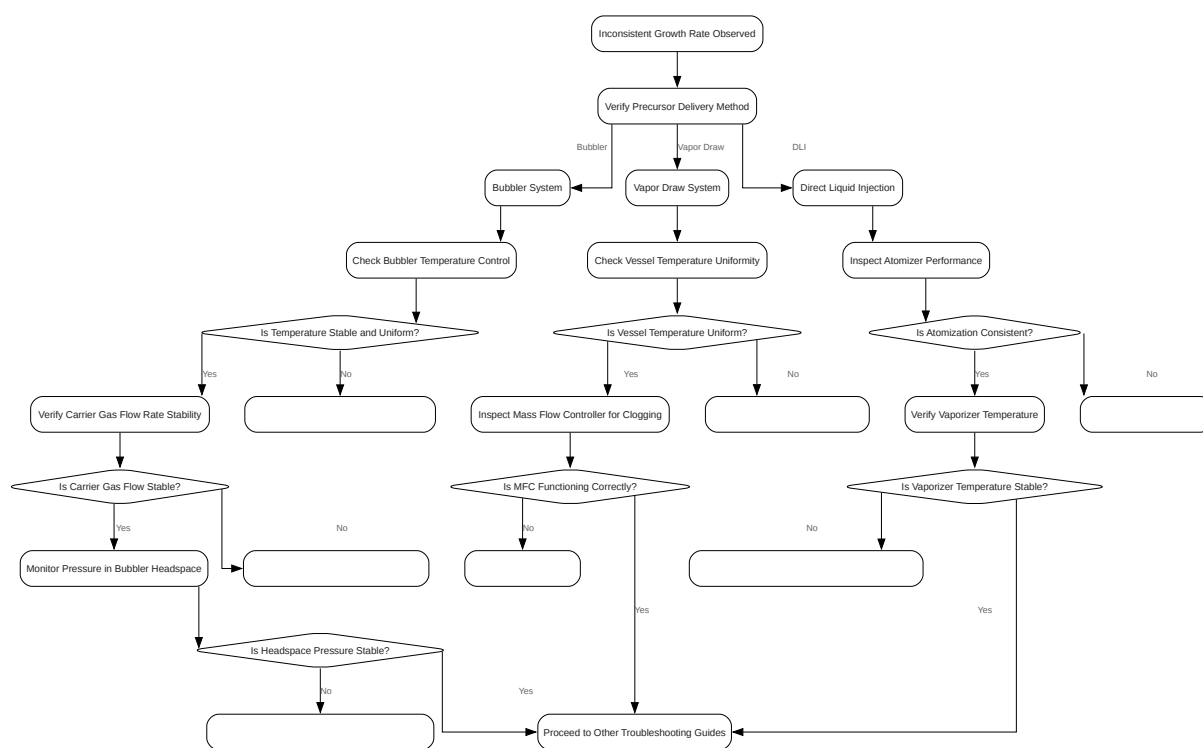 Inconsistent Growth Rate Observed
Verify Precursor Delivery Method
Bubbler
Vapor Draw
DLI
Bubbler System
Vapor Draw System
Direct Liquid Injection
Check Bubbler Temperature Control
Check Vessel Temperature Uniformity
Inspect Atomizer Performance
Is Temperature Stable and Uniform?
Is Vessel Temperature Uniform?
Is Atomization Consistent?
Yes
No
Yes
No
Yes
No
Verify Carrier Gas Flow Rate Stability
Inspect Mass Flow Controller for Clogging
Verify Vaporizer Temperature
Is Carrier Gas Flow Stable?
Is MFC Functioning Correctly?
Is Vaporizer Temperature Stable?
Yes
No
No
No
Monitor Pressure in Bubbler Headspace
Yes
Yes
Is Headspace Pressure Stable?
No
Yes
Proceed to Other Troubleshooting Guides